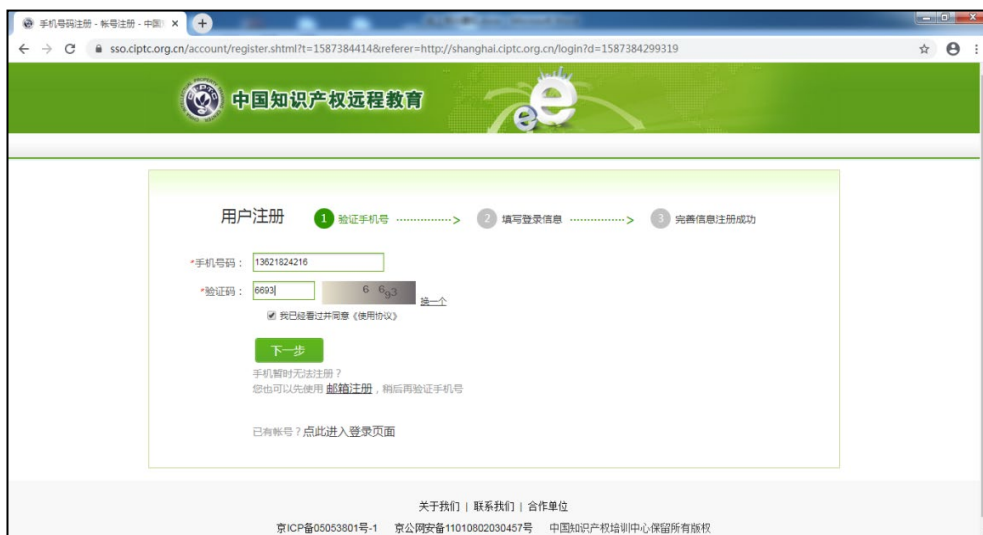 手机号码注册 - 帐号注册 - 中国
sso.ciptc.org.cn/account/register.shtml?t=1587384414&referer=http://shanghai.ciptc.org.cn/login?d=1587384299319
中国知识产权远程教育
用户注册 1 验证手机号 ················> 2 填写登录信息 ················> 3 完善信息注册成功
*手机号码： 13621824216
*验证码： 6693 6 693 换一个
我已经看过并同意《使用协议》
下一步
手机暂时无法注册？
您也可以先使用 邮箱注册，稍后再验证手机号
已有帐号？点此进入登录页面
关于我们 | 联系我们 | 合作单位
京ICP备05053801号-1 京公网安备11010802030457号 中国知识产权培训中心保留所有版权